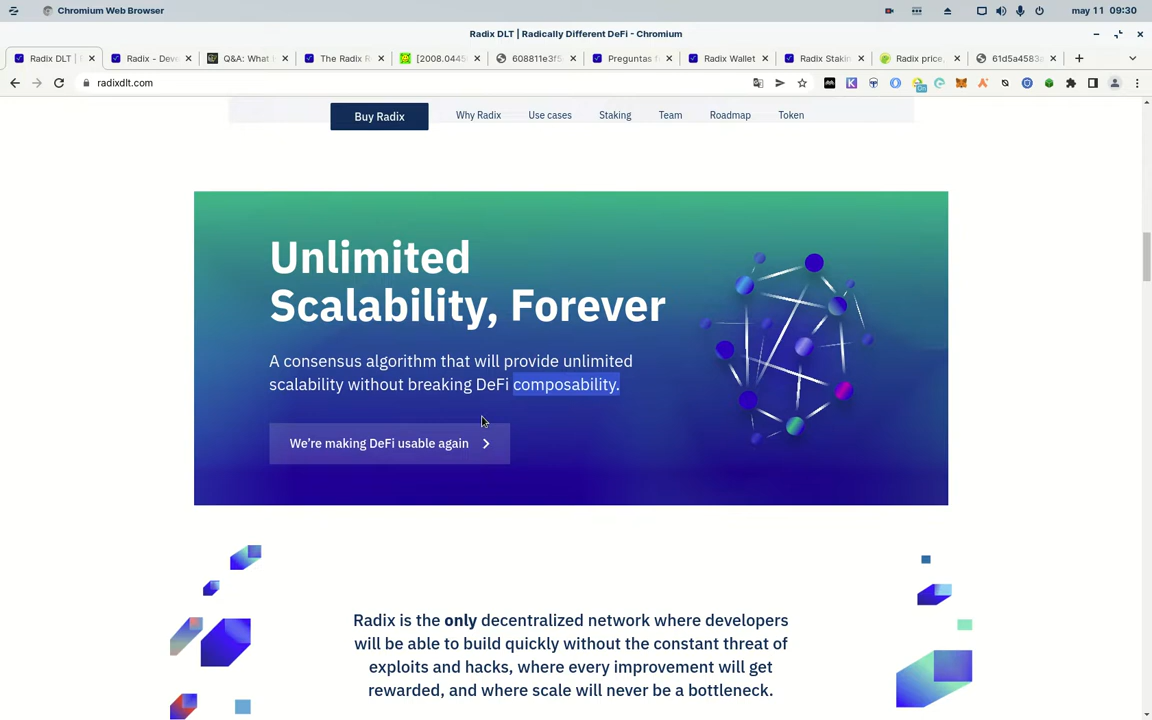 Chromium Web Browser
may 11 09:30
Radix DLT | Radically Different DeFi - Chromium
Radix DLT |
Radix - Deve
Q&A: What
The Radix R
[2008.0445
608811e3f5
Preguntas f
Radix Wallet
Radix Stakin
Radix price,
61d5a4583a
radixdlt.com
Buy Radix
Why Radix
Use cases
Staking
Team
Roadmap
Token
Unlimited
Scalability, Forever
A consensus algorithm that will provide unlimited
scalability without breaking DeFi composability.
We're making DeFi usable again
Radix is the only decentralized network where developers
will be able to build quickly without the constant threat of
exploits and hacks, where every improvement will get
rewarded, and where scale will never be a bottleneck.